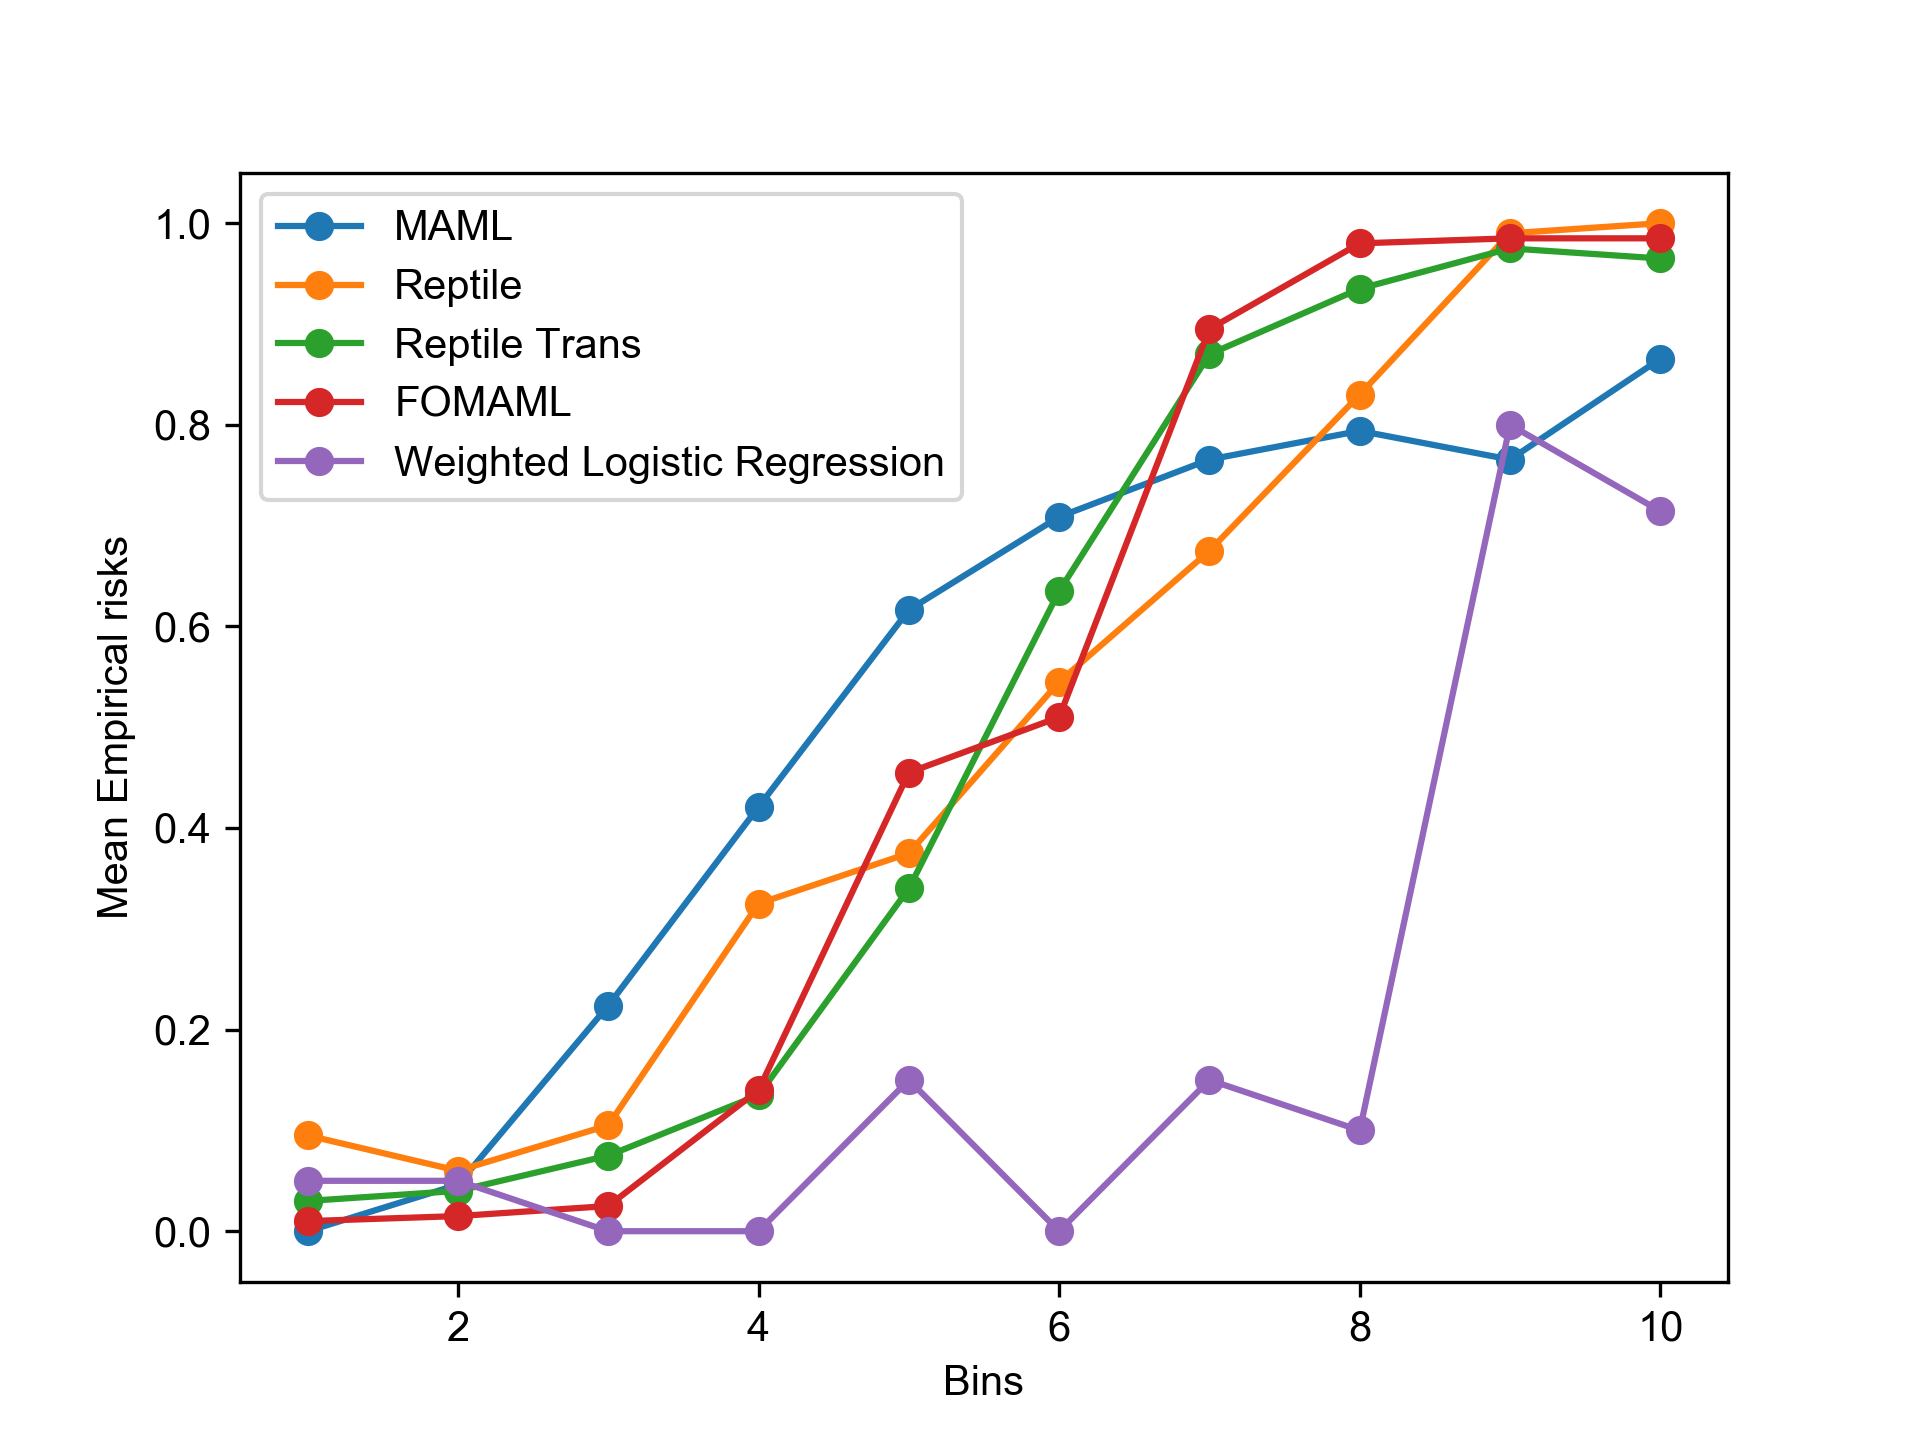 MAML
Reptile
Reptile Trans
FOMAML
Weighted Logistic Regression
1.0
0.8
0.6
0.4
0.2
0.0
Mean Empirical risks
2 4 6 8 10
Bins